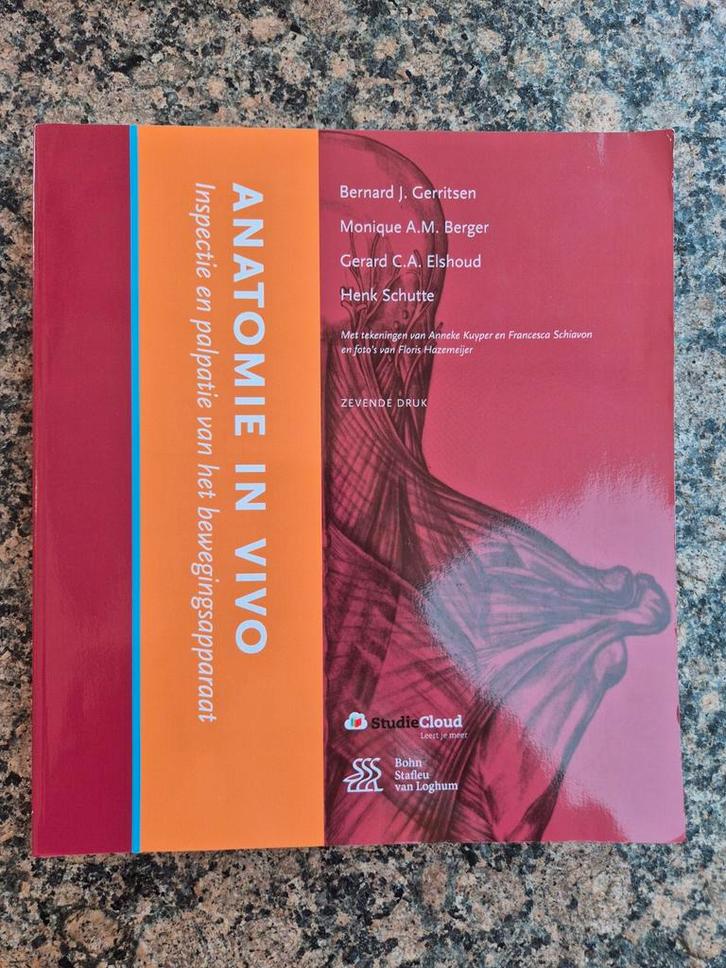 ANATOMIE IN VIVO
Inspectie en palpatie van het bewegingsapparaat
Bernard J. Gerritsen
Monique A.M. Berger
Gerard C.A. Elshoud
Henk Schutte
Met tekeningen van Anneke Kuyper en Francesca Schiavon
en foto's van Floris Hazemeijer
ZEVENDE DRUK
StudieCloud
Leert je meer
Bohn
Stafleu
van Loghum